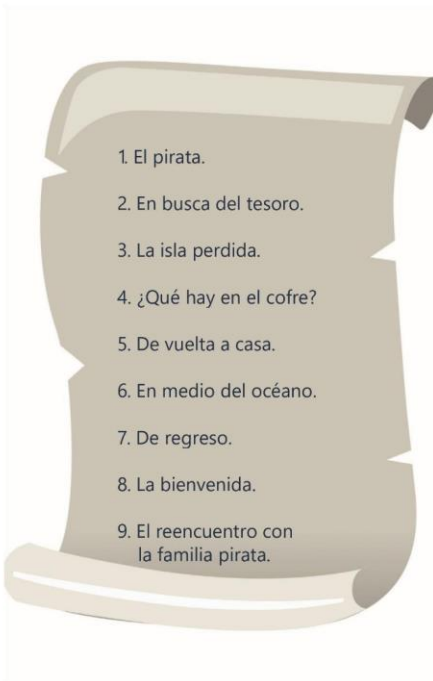 1. El pirata.
2. En busca del tesoro.
3. La isla perdida.
4. ¿Qué hay en el cofre?
5. De vuelta a casa.
6. En medio del océano.
7. De regreso.
8. La bienvenida.
9. El reencuentro con
la familia pirata.